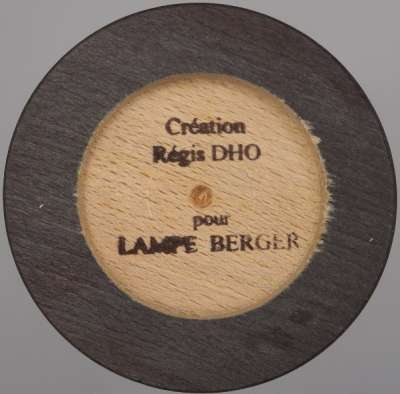 Création
Régis DHO
pour
LAMPE BERGER